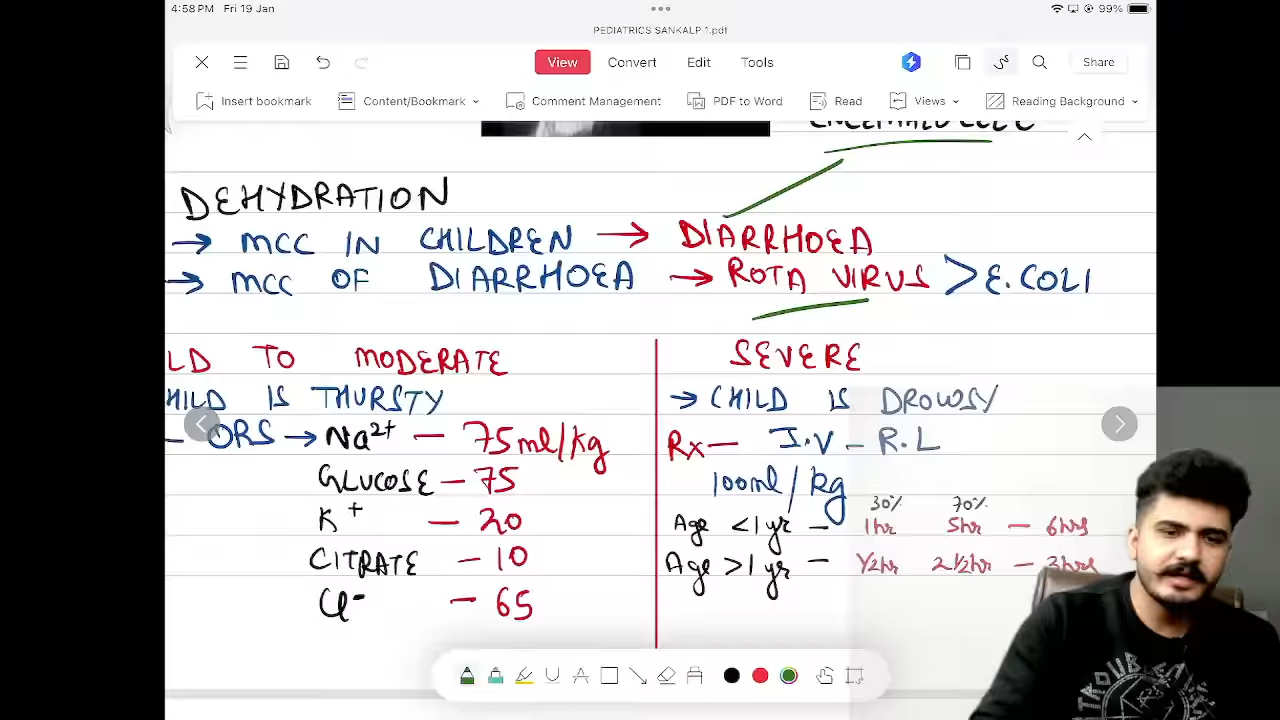 4:58 PM Fri 19 Jan
99%
PEDIATRICS SANKALP 1.pdf
View Convert Edit Tools Share
Insert bookmark Content/Bookmark Comment Management PDF to Word Read Views Reading Background
DEHYDRATION
→ MCC IN CHILDREN → DIARRHOEA
→ MCC OF DIARRHOEA → ROTA VIRUS > E. COLI
LD TO MODERATE
HILD IS THURSTY
- ORS → Na²⁺ - 75ml/kg
GLUCOSE - 75
K⁺ - 20
CITRATE - 10
Cl⁻ - 65
SEVERE
→ CHILD IS DROWSY
Rx - I.V - R.L
100ml/kg
30% 70%
Age <1 yr - 1hr 5hr - 6hrs
Age >1 yr - 1/2hr 2 1/2hr - 3hrs
TROUBLE